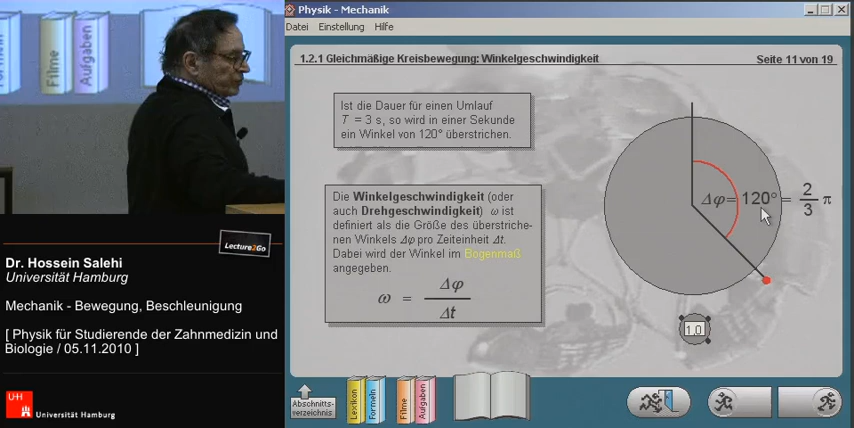 Formeln
Filme
Aufgaben
Lecture2Go
Dr. Hossein Salehi
Universität Hamburg
Mechanik - Bewegung, Beschleunigung
[ Physik für Studierende der Zahnmedizin und
Biologie / 05.11.2010 ]
UH
Universität Hamburg
Physik - Mechanik
Datei Einstellung Hilfe
1.2.1 Gleichmäßige Kreisbewegung: Winkelgeschwindigkeit
Seite 11 von 19
Ist die Dauer für einen Umlauf
T = 3 s, so wird in einer Sekunde
ein Winkel von 120° überstrichen.
Die Winkelgeschwindigkeit (oder
auch Drehgeschwindigkeit) ω ist
definiert als die Größe des überstriche-
nen Winkels Δφ pro Zeiteinheit Δt.
Dabei wird der Winkel im Bogenmaß
angegeben.
ω = Δφ / Δt
Δφ = 120° = 2/3 π
1,0
Abschnitts-
verzeichnis
Lexikon
Formeln
Filme
Aufgaben